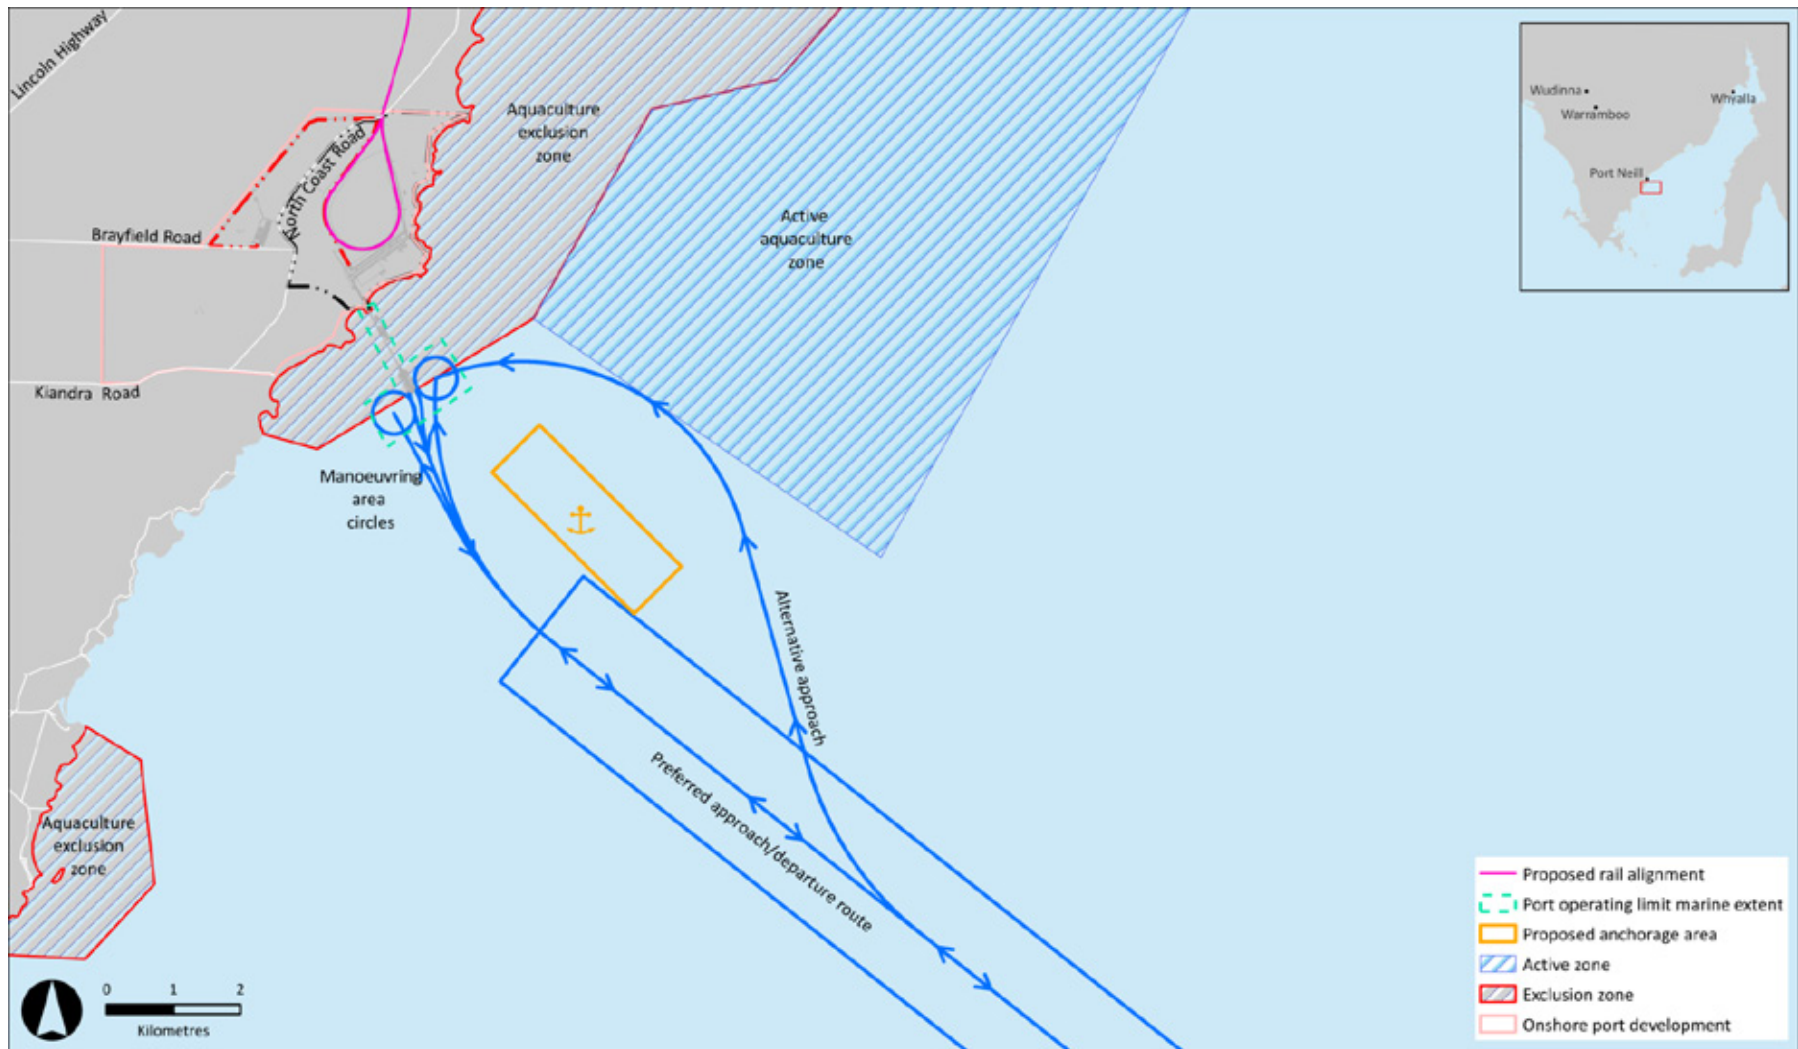 Lincoln Highway
Aquaculture
exclusion
zone
North Coast Road
Brayfield Road
Active
aquaculture
zone
Kiandra Road
Manoeuvring
area
circles
Alternative approach
Preferred approach/departure route
Aquaculture
exclusion
zone
0 1 2
Kilometres
Wudinna
Warramboo
Whyalla
Port Neill
Proposed rail alignment
Port operating limit marine extent
Proposed anchorage area
Active zone
Exclusion zone
Onshore port development